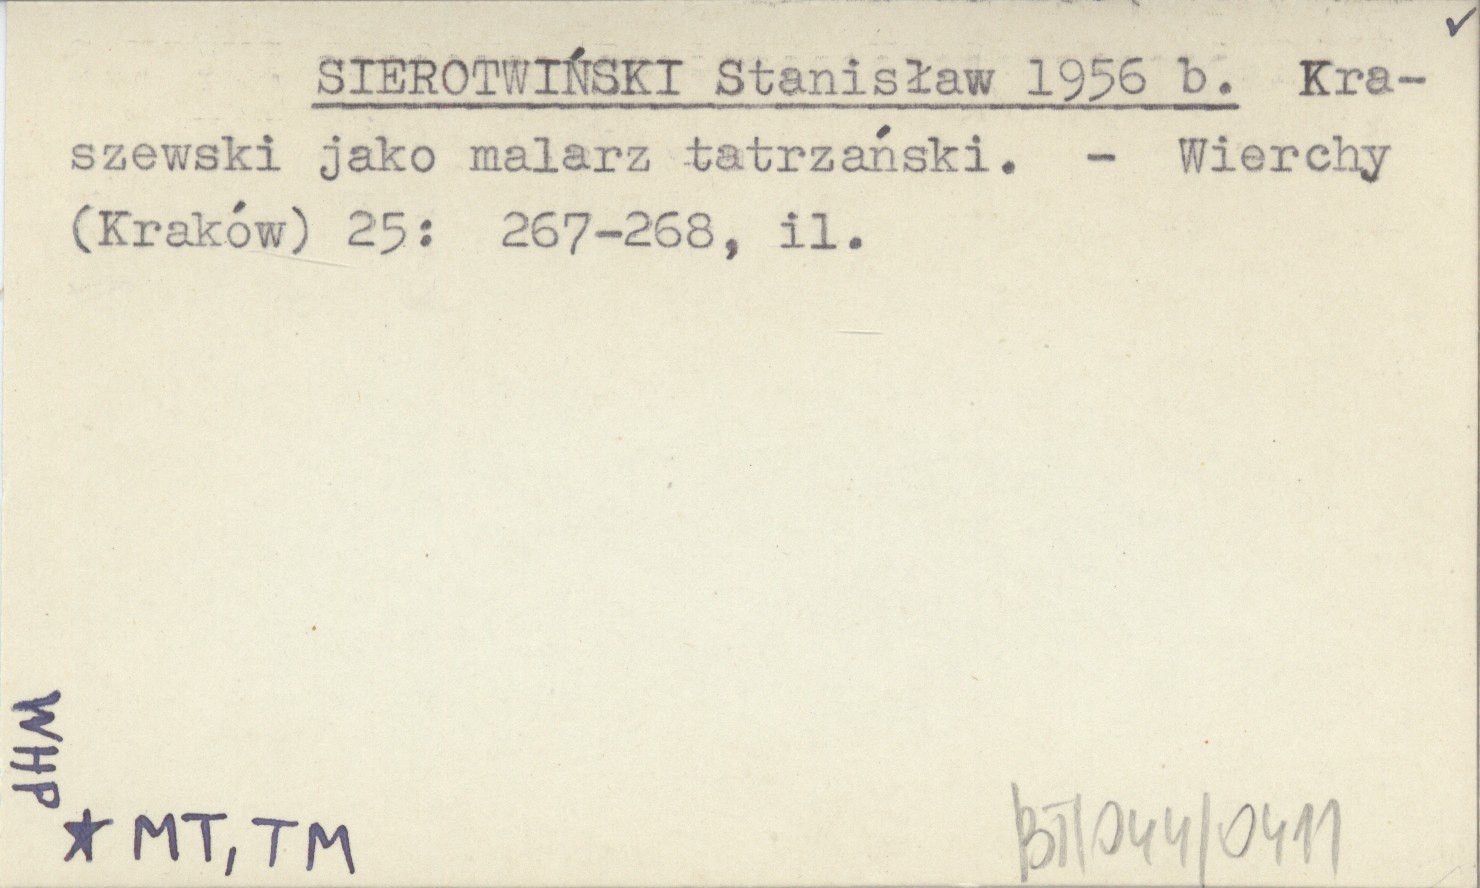 SIEROTWIŃSKI Stanisław 1956 b. Kra-
szewski jako malarz tatrzański. - Wierchy
(Kraków) 25: 267-268, il.
WHP
★ MT, TM
BT/044/0411